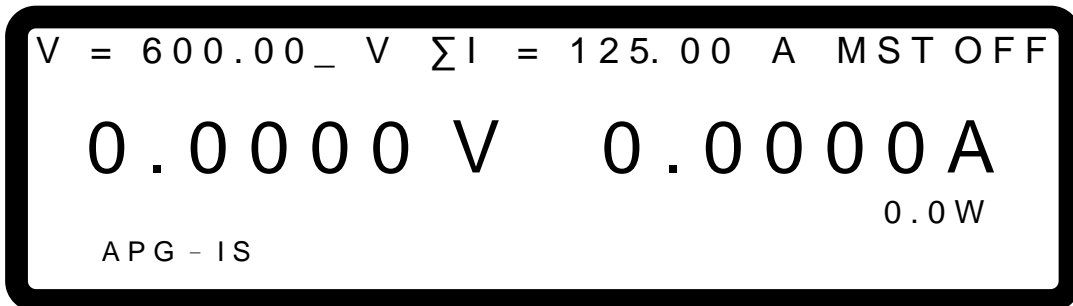 V = 600.00_ V ∑I = 125.00 A MST OFF
0.0000 V 0.0000A
0.0W
APG-IS